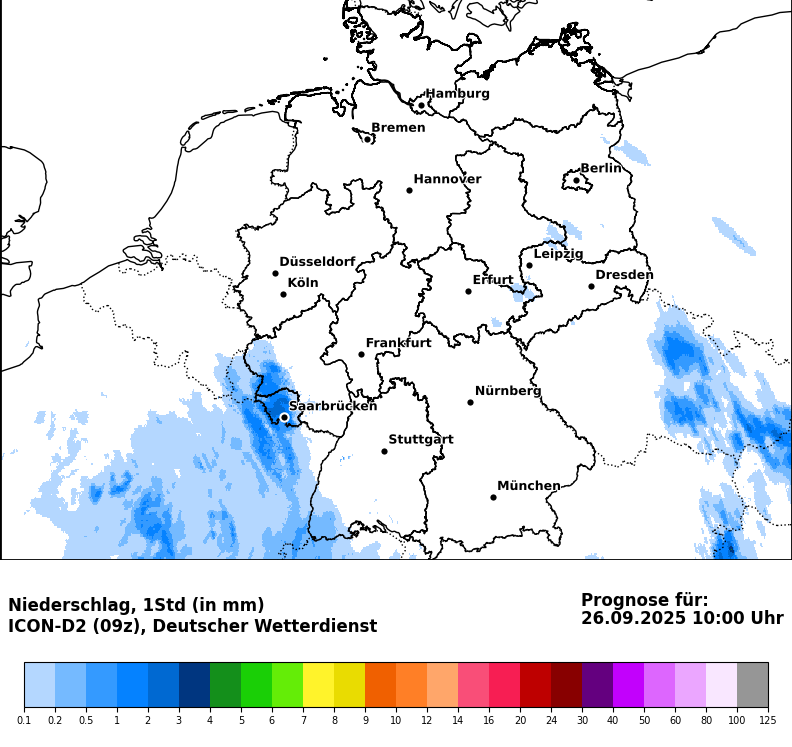 Hamburg
Bremen
Berlin
Hannover
Leipzig
Düsseldorf
Dresden
Köln
Erfurt
Frankfurt
Nürnberg
Saarbrücken
Stuttgart
München
Niederschlag, 1Std (in mm)
ICON-D2 (09z), Deutscher Wetterdienst
Prognose für:
26.09.2025 10:00 Uhr
0.1 0.2 0.5 1 2 3 4 5 6 7 8 9 10 12 14 16 20 24 30 40 50 60 80 100 125